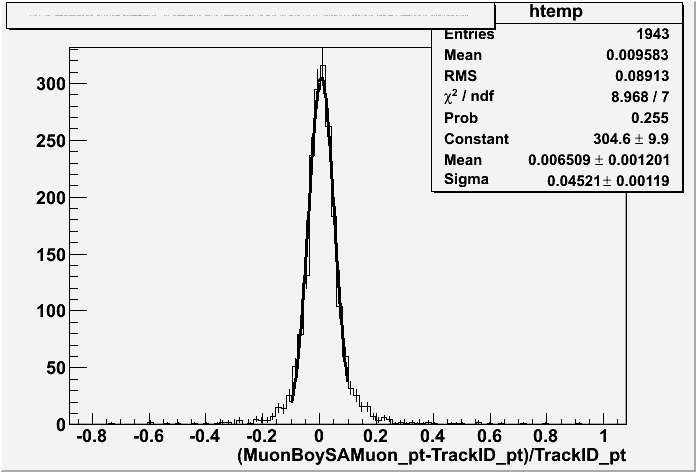 htemp
Entries 1943
Mean 0.009583
RMS 0.08913
χ² / ndf 8.968 / 7
Prob 0.255
Constant 304.6 ± 9.9
Mean 0.006509 ± 0.001201
Sigma 0.04521 ± 0.00119
300
250
200
150
100
50
0
-0.8 -0.6 -0.4 -0.2 0 0.2 0.4 0.6 0.8 1
(MuonBoySAMuon_pt-TrackID_pt)/TrackID_pt